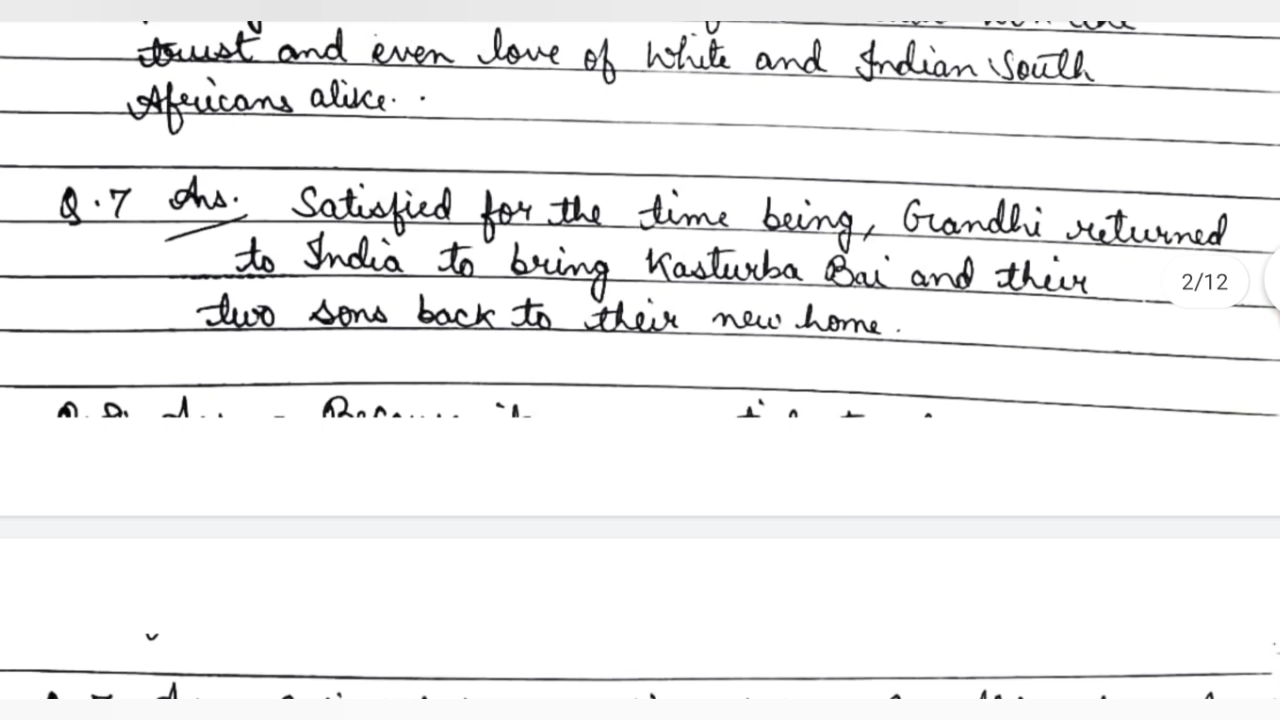 trust and even love of White and Indian South
Africans alike.
Q.7 Ans. Satisfied for the time being, Gandhi returned
to India to bring Kasturba Bai and their
2/12
two sons back to their new home.